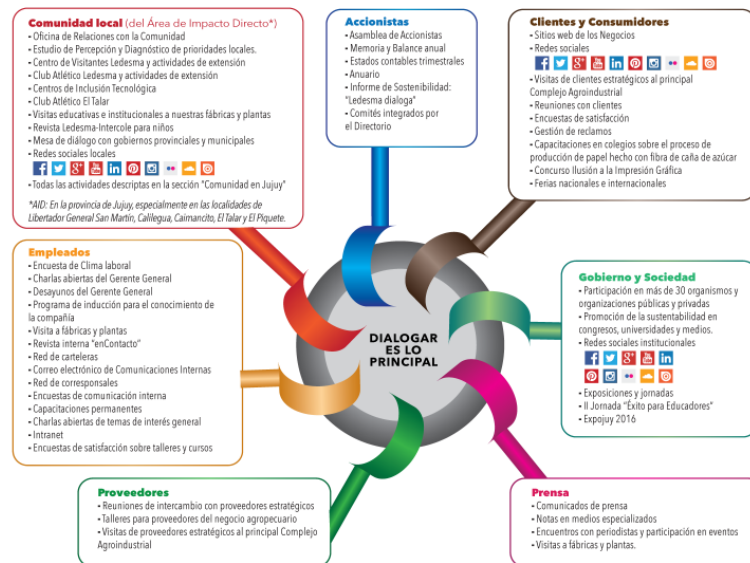 Comunidad local (del Área de Impacto Directo*)
- Oficina de Relaciones con la Comunidad
- Estudio de Percepción y Diagnóstico de prioridades locales.
- Centro de Visitantes Ledesma y actividades de extensión
- Club Atlético Ledesma y actividades de extensión
- Centros de Inclusión Tecnológica
- Club Atlético El Talar
- Visitas educativas e institucionales a nuestras fábricas y plantas
- Revista Ledesma-Intercole para niños
- Mesa de diálogo con gobiernos provinciales y municipales
- Redes sociales locales
- Todas las actividades descriptas en la sección "Comunidad en Jujuy"
*AID: En la provincia de Jujuy, especialmente en las localidades de
Libertador General San Martín, Calilegua, Caimancito, El Talar y El Piquete.
Accionistas
- Asamblea de Accionistas
- Memoria y Balance anual
- Estados contables trimestrales
- Anuario
- Informe de Sostenibilidad:
"Ledesma dialoga"
- Comités integrados por
el Directorio
Clientes y Consumidores
- Sitios web de los Negocios
- Redes sociales
- Visitas de clientes estratégicos al principal
Complejo Agroindustrial
- Reuniones con clientes
- Encuestas de satisfacción
- Gestión de reclamos
- Capacitaciones en colegios sobre el proceso de
producción de papel hecho con fibra de caña de azúcar
- Concurso Ilusión a la Impresión Gráfica
- Ferias nacionales e internacionales
Empleados
- Encuesta de Clima laboral
- Charlas abiertas del Gerente General
- Desayunos del Gerente General
- Programa de inducción para el conocimiento de
la compañía
- Visita a fábricas y plantas
- Revista interna "enContacto"
- Red de carteleras
- Correo electrónico de Comunicaciones Internas
- Red de corresponsales
- Encuestas de comunicación interna
- Capacitaciones permanentes
- Charlas abiertas de temas de interés general
- Intranet
- Encuestas de satisfacción sobre talleres y cursos
DIALOGAR
ES LO
PRINCIPAL
Gobierno y Sociedad
- Participación en más de 30 organismos y
organizaciones públicas y privadas
- Promoción de la sustentabilidad en
congresos, universidades y medios.
- Redes sociales institucionales
- Exposiciones y jornadas
- II Jornada "Éxito para Educadores"
- Expojuy 2016
Proveedores
- Reuniones de intercambio con proveedores estratégicos
- Talleres para proveedores del negocio agropecuario
- Visitas de proveedores estratégicos al principal Complejo
Agroindustrial
Prensa
- Comunicados de prensa
- Notas en medios especializados
- Encuentros con periodistas y participación en eventos
- Visitas a fábricas y plantas.